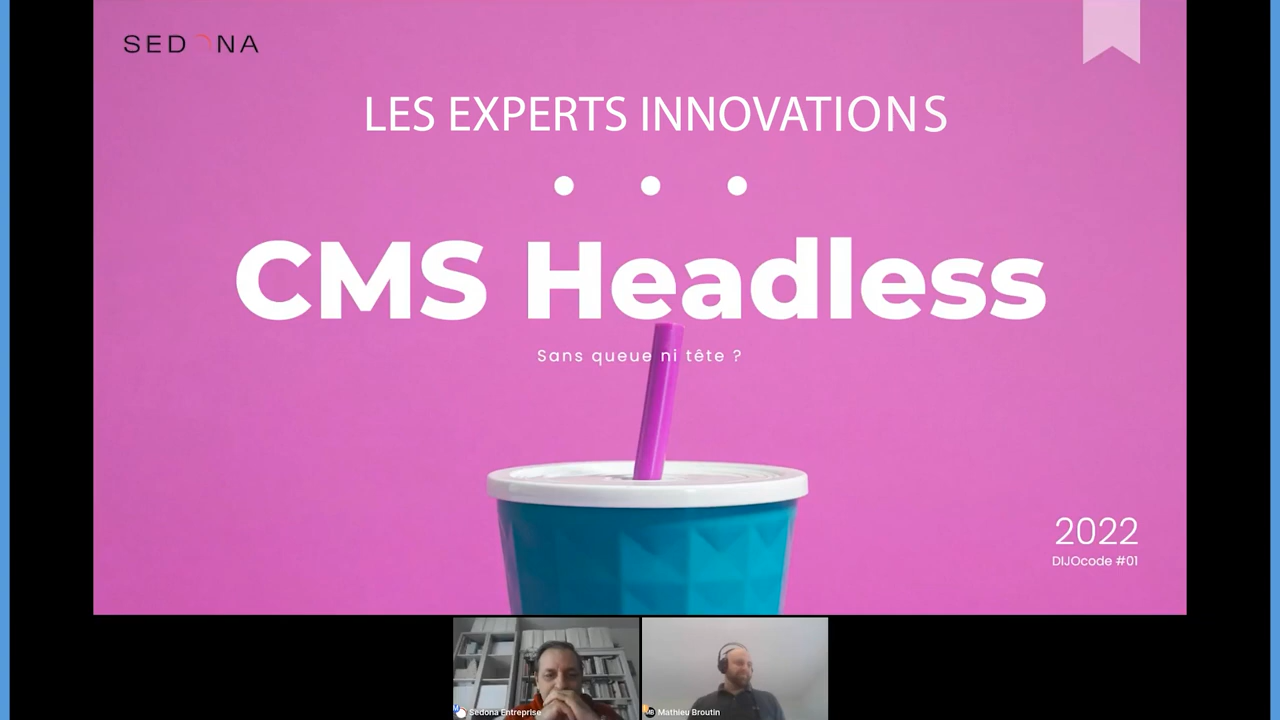 SEDONA
LES EXPERTS INNOVATIONS
CMS Headless
Sans queue ni tête ?
2022
DIJOcode #01
Sedona Entreprise
Mathieu Broutin